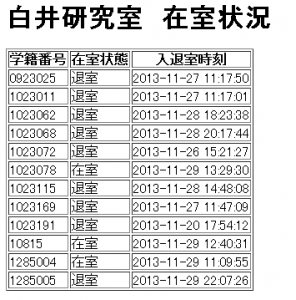 白井研究室 在室状況
学籍番号 在室状態 入退室時刻
0923025 退室 2013-11-27 11:17:50
1023011 退室 2013-11-27 11:17:01
1023062 退室 2013-11-28 18:23:38
1023068 退室 2013-11-28 20:17:44
1023072 退室 2013-11-26 15:21:27
1023078 在室 2013-11-29 13:29:30
1023115 退室 2013-11-28 14:48:08
1023169 退室 2013-11-27 11:47:09
1023191 退室 2013-11-20 17:54:12
10815 在室 2013-11-29 12:40:31
1285004 在室 2013-11-29 11:09:55
1285005 退室 2013-11-29 22:07:26